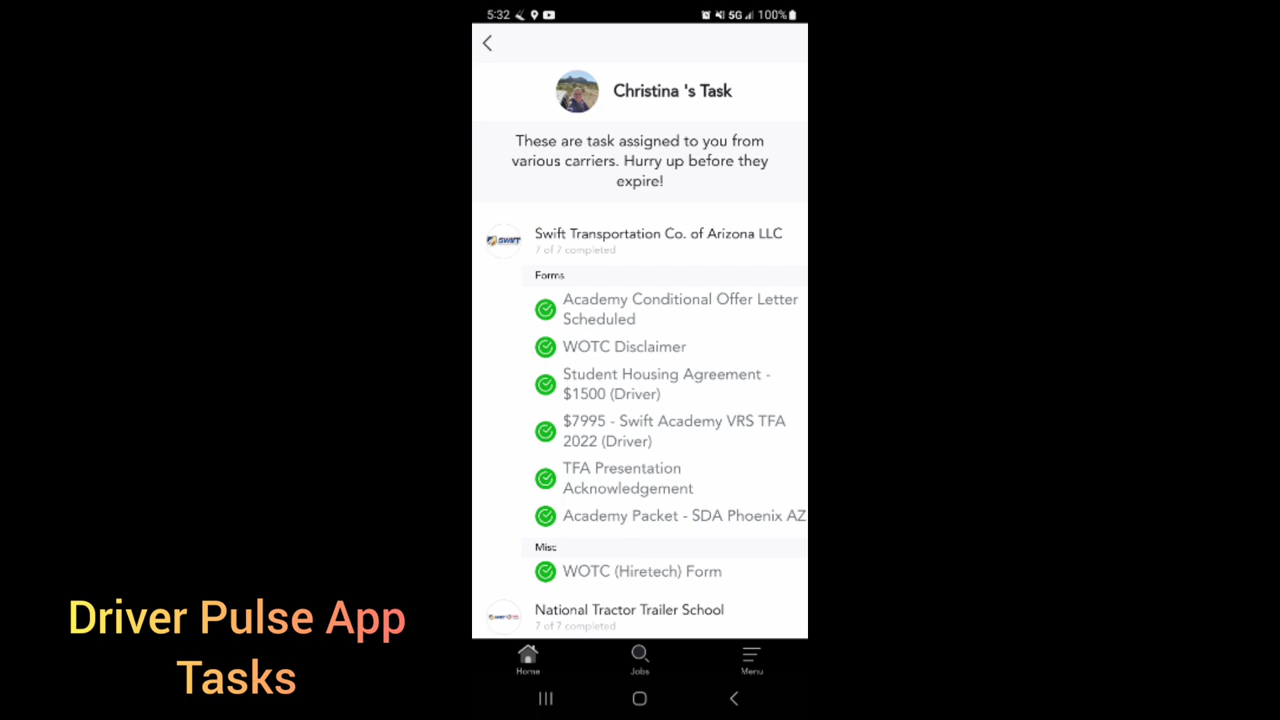 5:32
5G
100%
Christina 's Task
These are task assigned to you from
various carriers. Hurry up before they
expire!
SWIFT
Swift Transportation Co. of Arizona LLC
7 of 7 completed
Forms
Academy Conditional Offer Letter
Scheduled
WOTC Disclaimer
Student Housing Agreement -
$1500 (Driver)
$7995 - Swift Academy VRS TFA
2022 (Driver)
TFA Presentation
Acknowledgement
Academy Packet - SDA Phoenix AZ
Misc
WOTC (Hiretech) Form
National Tractor Trailer School
7 of 7 completed
Home
Jobs
Menu
Driver Pulse App
Tasks